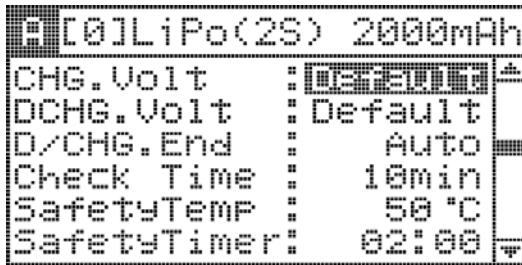 A [0]LiPo(2S) 2000mAh
CHG.Volt :Default
DCHG.Volt :Default
D/CHG.End : Auto
Check Time : 10min
SafetyTemp : 50°C
SafetyTimer: 02:00